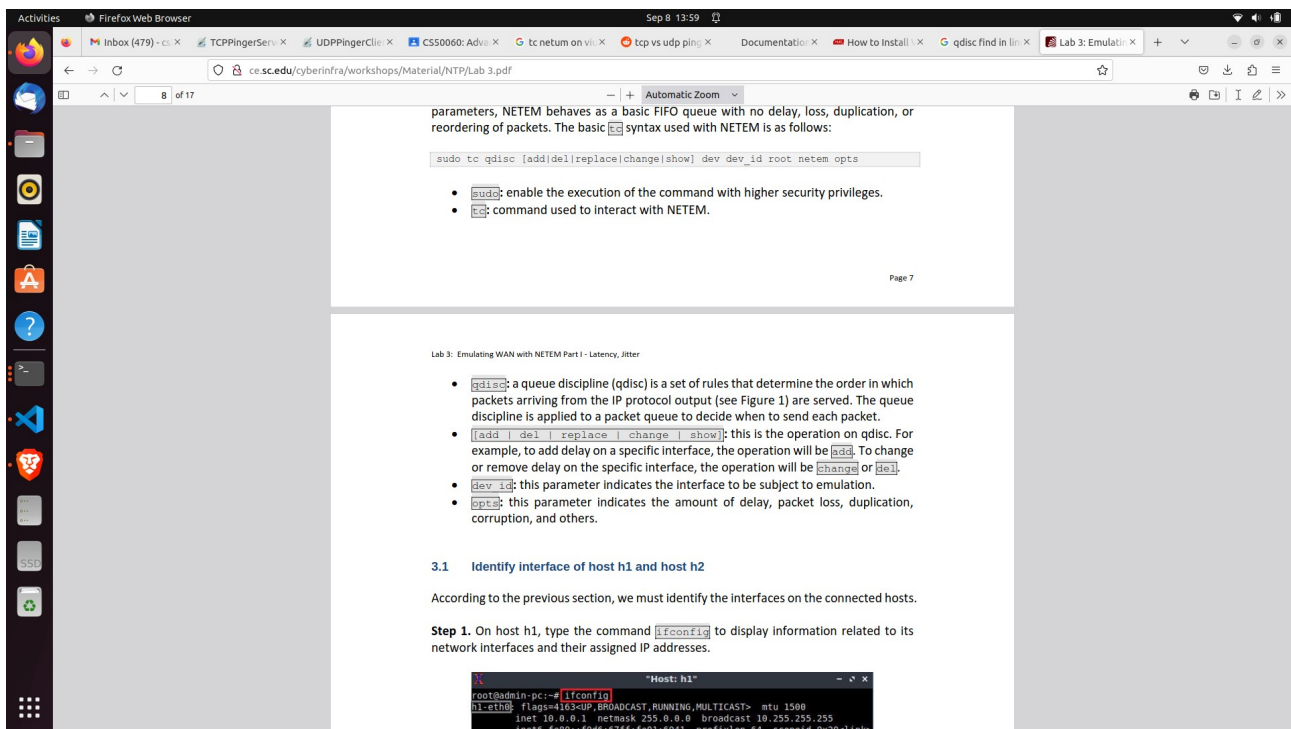 Activities Firefox Web Browser Sep 8 13:59
Inbox (479) - cs × TCPPingerServ × UDPPingerClie × CS50060: Adva × tc netum on viu × tcp vs udp ping × Documentation × How to Install \ × qdisc find in lin × Lab 3: Emulatin × +
ce.sc.edu/cyberinfra/workshops/Material/NTP/Lab 3.pdf
8 of 17 − + Automatic Zoom
parameters, NETEM behaves as a basic FIFO queue with no delay, loss, duplication, or
reordering of packets. The basic tc syntax used with NETEM is as follows:
sudo tc qdisc [add|del|replace|change|show] dev dev_id root netem opts
• sudo: enable the execution of the command with higher security privileges.
• tc: command used to interact with NETEM.
Page 7
Lab 3: Emulating WAN with NETEM Part I - Latency, Jitter
• qdisc: a queue discipline (qdisc) is a set of rules that determine the order in which
packets arriving from the IP protocol output (see Figure 1) are served. The queue
discipline is applied to a packet queue to decide when to send each packet.
• [add | del | replace | change | show]: this is the operation on qdisc. For
example, to add delay on a specific interface, the operation will be add. To change
or remove delay on the specific interface, the operation will be change or del.
• dev_id: this parameter indicates the interface to be subject to emulation.
• opts: this parameter indicates the amount of delay, packet loss, duplication,
corruption, and others.
3.1 Identify interface of host h1 and host h2
According to the previous section, we must identify the interfaces on the connected hosts.
Step 1. On host h1, type the command ifconfig to display information related to its
network interfaces and their assigned IP addresses.
"Host: h1"
root@admin-pc:~# ifconfig
h1-eth0: flags=4163<UP,BROADCAST,RUNNING,MULTICAST> mtu 1500
inet 10.0.0.1 netmask 255.0.0.0 broadcast 10.255.255.255
SSD